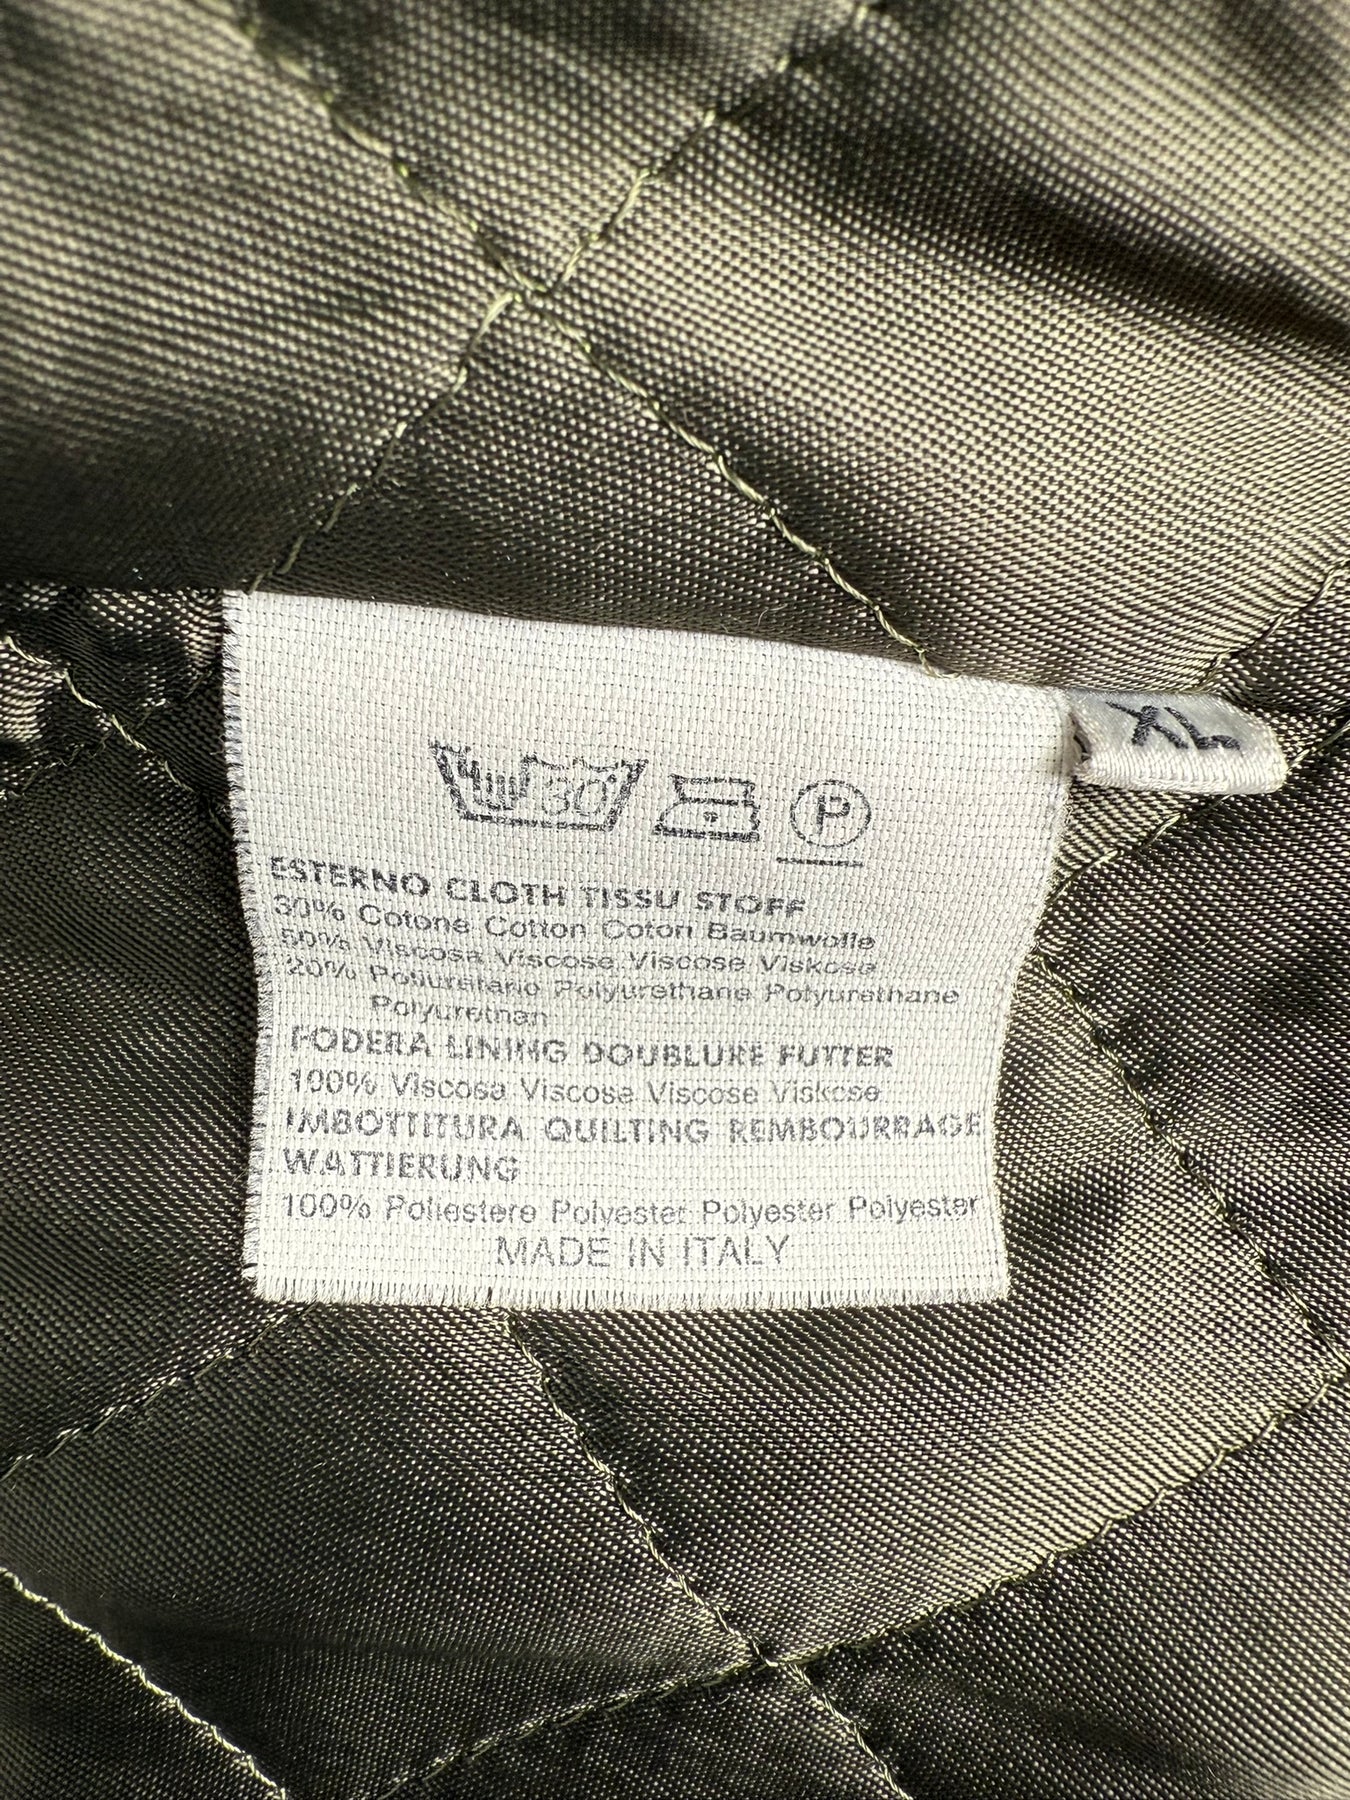 XL
30°
P
ESTERNO CLOTH TISSU STOFF
30% Cotone Cotton Coton Baumwolle
50% Viscosa Viscose Viscose Viskose
20% Poliuretano Polyurethane Polyurethane
Polyurethan
FODERA LINING DOUBLURE FUTTER
100% Viscosa Viscose Viscose Viskose
IMBOTTITURA QUILTING REMBOURRAGE
WATTIERUNG
100% Poliestere Polyester Polyester Polyester
MADE IN ITALY